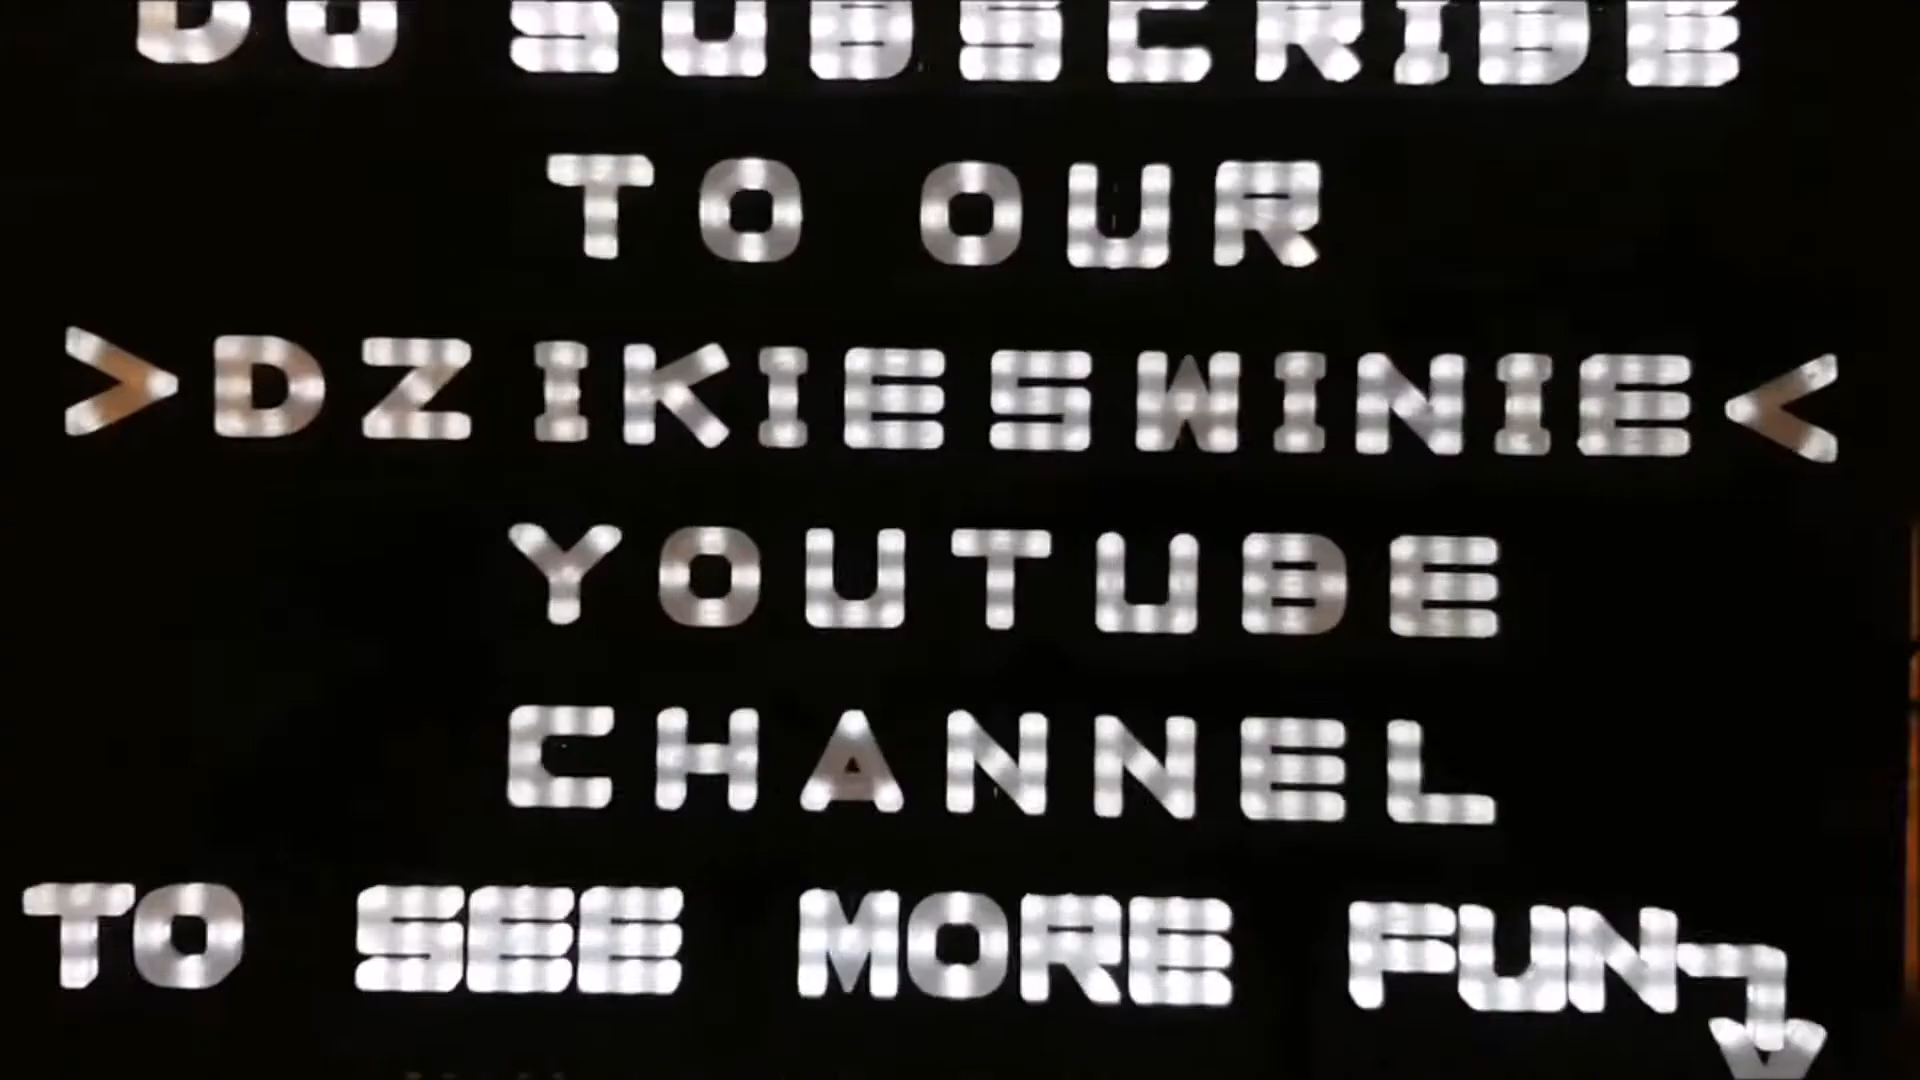 DO SUBSCRIBE
TO OUR
>DZIKIESWINIE<
YOUTUBE
CHANNEL
TO SEE MORE FUN